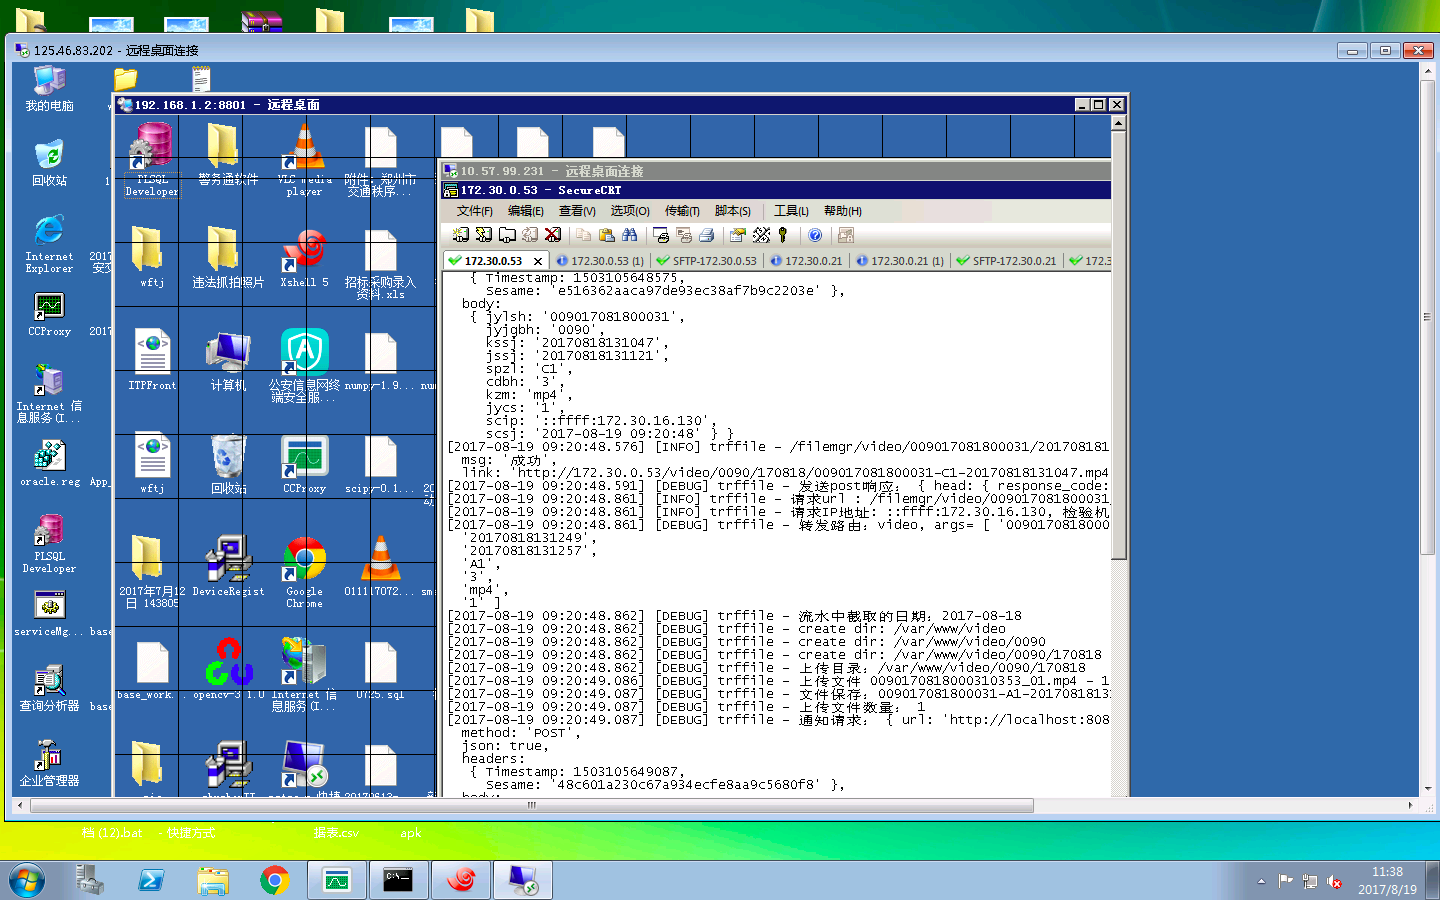 125.46.83.202 - 远程桌面连接
我的电脑
回收站
Internet
Explorer
CCProxy
Internet 信
息服务(I...
oracle.reg
PLSQL
Developer
serviceMg...
查询分析器
企业管理器
2017
2017
App_
base
base
base
192.168.1.2:8801 - 远程桌面
PLSQL
Developer
警务通软件
VLC media
player
附件：郑州市
交通秩序...
wftj
违法抓拍照片
Xshell 5
招标采购录入
资料.xls
ITPFront
计算机
公安信息网络
终端安全服...
numpy-1.9...
wftj
回收站
CCProxy
scipy-0.1...
2017年7月12
日 143805
DeviceRegist
Google
Chrome
011117072...
base_work...
opencv-3.1.0
Internet 信
息服务(I...
0725.sql
10.57.99.231 - 远程桌面连接
172.30.0.53 - SecureCRT
文件(F) 编辑(E) 查看(V) 选项(O) 传输(T) 脚本(S) 工具(L) 帮助(H)
172.30.0.53 172.30.0.53 (1) SFTP-172.30.0.53 172.30.0.21 172.30.0.21 (1) SFTP-172.30.0.21 172.3
{ Timestamp: 1503105648575,
Sesame: 'e516362aaca97de93ec38af7b9c2203e' },
body:
{ jylsh: '009017081800031',
jyjgbh: '0090',
kssj: '20170818131047',
jssj: '20170818131121',
spzl: 'C1',
cdbh: '3',
kzm: 'mp4',
jycs: '1',
scip: '::ffff:172.30.16.130',
scsj: '2017-08-19 09:20:48' } }
[2017-08-19 09:20:48.576] [INFO] trffile - /filemgr/video/009017081800031/201708181
msg: '成功',
link: 'http://172.30.0.53/video/0090/170818/009017081800031-C1-20170818131047.mp4
[2017-08-19 09:20:48.591] [DEBUG] trffile - 发送post响应： { head: { response_code:
[2017-08-19 09:20:48.861] [INFO] trffile - 请求url : /filemgr/video/009017081800031
[2017-08-19 09:20:48.861] [INFO] trffile - 请求IP地址: ::ffff:172.30.16.130, 检验机
[2017-08-19 09:20:48.861] [DEBUG] trffile - 转发路由：video, args= [ '0090170818000
'20170818131249',
'20170818131257',
'A1',
'3',
'mp4',
'1' ]
[2017-08-19 09:20:48.862] [DEBUG] trffile - 流水中截取的日期：2017-08-18
[2017-08-19 09:20:48.862] [DEBUG] trffile - create dir: /var/www/video
[2017-08-19 09:20:48.862] [DEBUG] trffile - create dir: /var/www/video/0090
[2017-08-19 09:20:48.862] [DEBUG] trffile - create dir: /var/www/video/0090/170818
[2017-08-19 09:20:48.862] [DEBUG] trffile - 上传目录：/var/www/video/0090/170818
[2017-08-19 09:20:49.086] [DEBUG] trffile - 上传文件 0090170818000310353_01.mp4 - 1
[2017-08-19 09:20:49.087] [DEBUG] trffile - 文件保存：009017081800031-A1-2017081813
[2017-08-19 09:20:49.087] [DEBUG] trffile - 上传文件数量： 1
[2017-08-19 09:20:49.087] [DEBUG] trffile - 通知请求： { url: 'http://localhost:808
method: 'POST',
json: true,
headers:
{ Timestamp: 1503105649087,
Sesame: '48c601a230c67a934ecfe8aa9c5680f8' },
档 (12).bat
- 快捷方式
据表.csv
apk
11:38
2017/8/19